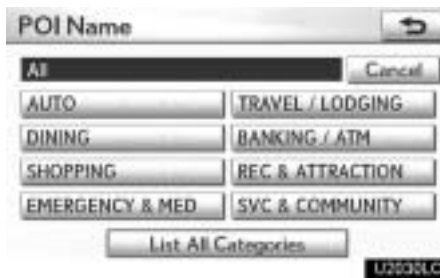 POI Name
All
Cancel
AUTO
TRAVEL / LODGING
DINING
BANKING / ATM
SHOPPING
REC & ATTRACTION
EMERGENCY & MED
SVC & COMMUNITY
List All Categories
U2030LC